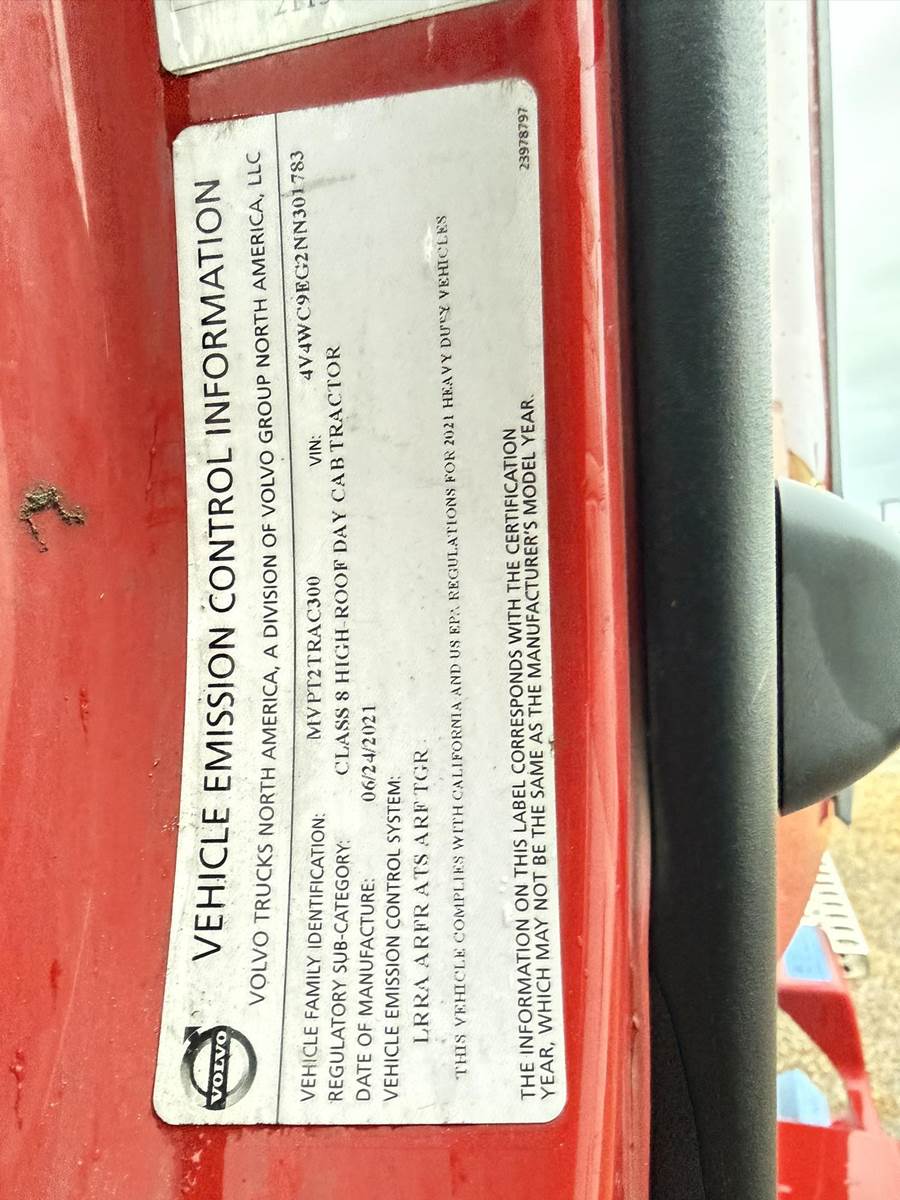 VOLVO
VEHICLE EMISSION CONTROL INFORMATION
VOLVO TRUCKS NORTH AMERICA, A DIVISION OF VOLVO GROUP NORTH AMERICA, LLC
VEHICLE FAMILY IDENTIFICATION: MVPT2TRAC300 VIN: 4V4WC9EG2NN301783
REGULATORY SUB-CATEGORY: CLASS 8 HIGH-ROOF DAY CAB TRACTOR
DATE OF MANUFACTURE: 06/24/2021
VEHICLE EMISSION CONTROL SYSTEM:
LRRA ARFR ATS ARF TGR
THIS VEHICLE COMPLIES WITH CALIFORNIA AND US EPA REGULATIONS FOR 2021 HEAVY DUTY VEHICLES
THE INFORMATION ON THIS LABEL CORRESPONDS WITH THE CERTIFICATION
YEAR, WHICH MAY NOT BE THE SAME AS THE MANUFACTURER'S MODEL YEAR.
23978797